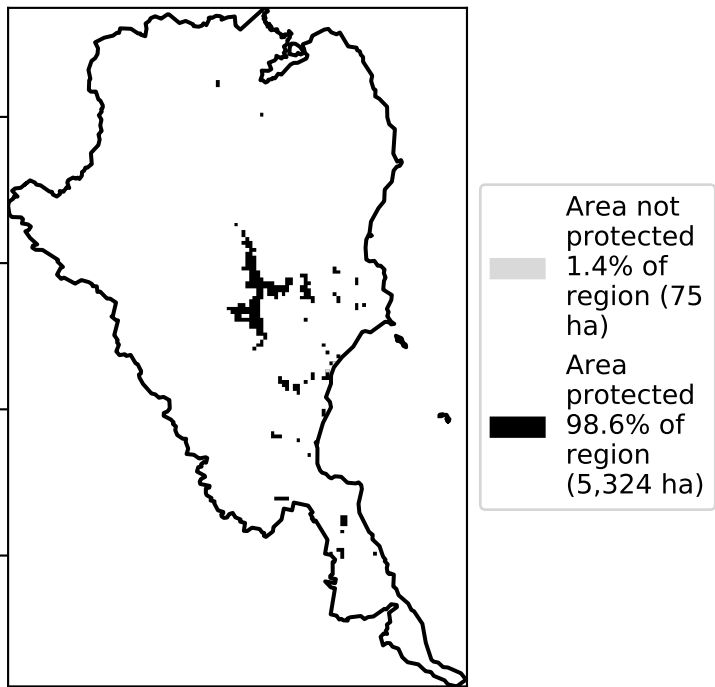 Area not
protected
1.4% of
region (75
ha)
Area
protected
98.6% of
region
(5,324 ha)